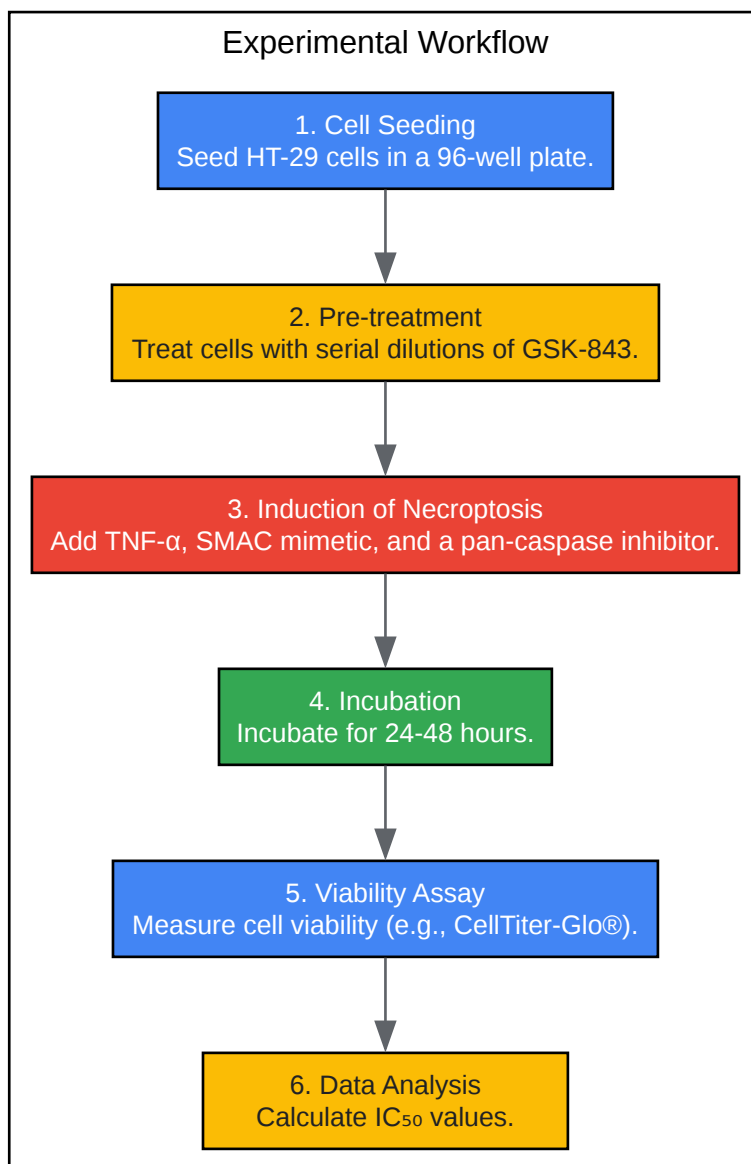 Experimental Workflow
1. Cell Seeding
Seed HT-29 cells in a 96-well plate.
2. Pre-treatment
Treat cells with serial dilutions of GSK-843.
3. Induction of Necroptosis
Add TNF-α, SMAC mimetic, and a pan-caspase inhibitor.
4. Incubation
Incubate for 24-48 hours.
5. Viability Assay
Measure cell viability (e.g., CellTiter-Glo®).
6. Data Analysis
Calculate IC₅₀ values.